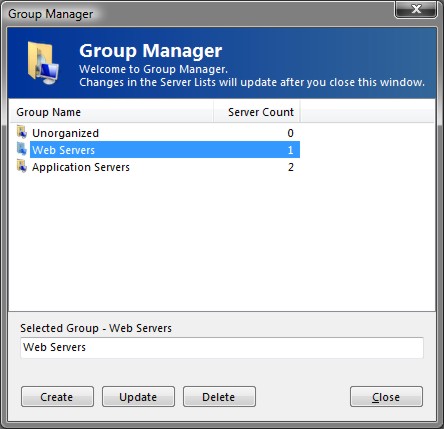 Group Manager
Group Manager
Welcome to Group Manager.
Changes in the Server Lists will update after you close this window.
Group Name Server Count
Unorganized 0
Web Servers 1
Application Servers 2
Selected Group - Web Servers
Web Servers
Create Update Delete Close